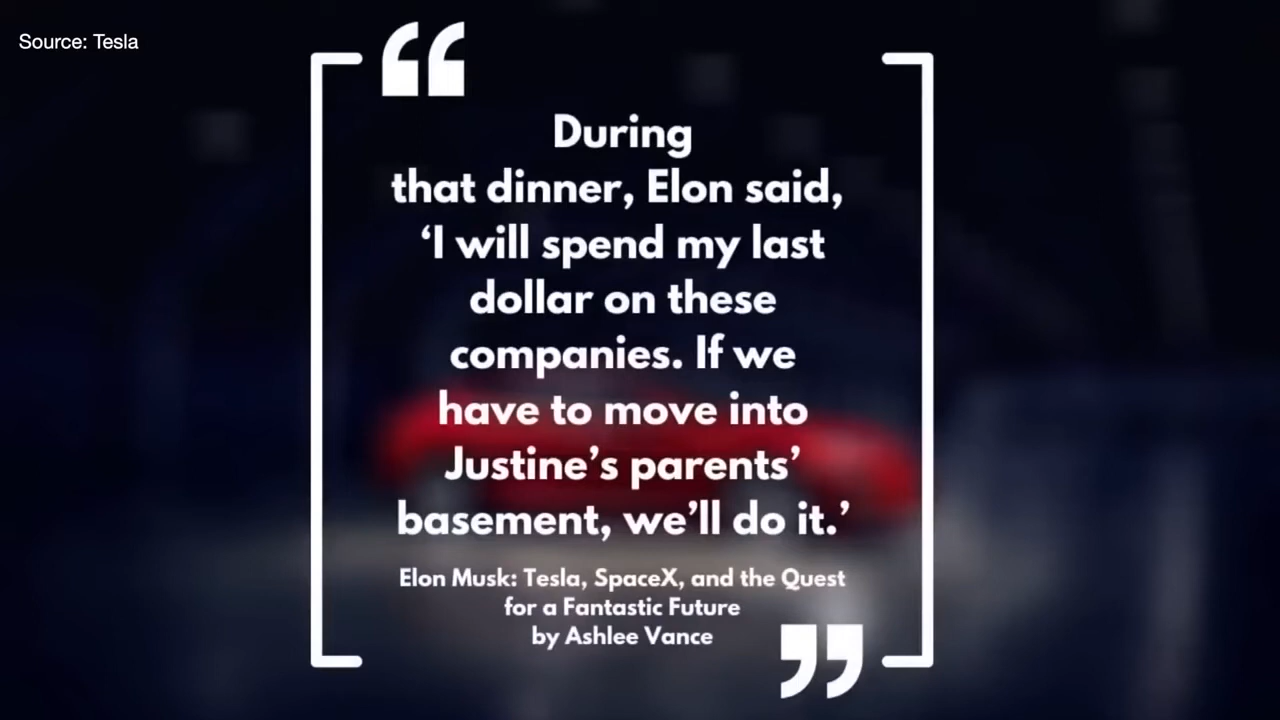 Source: Tesla
“
During
that dinner, Elon said,
‘I will spend my last
dollar on these
companies. If we
have to move into
Justine’s parents’
basement, we’ll do it.’
Elon Musk: Tesla, SpaceX, and the Quest
for a Fantastic Future
by Ashlee Vance
”